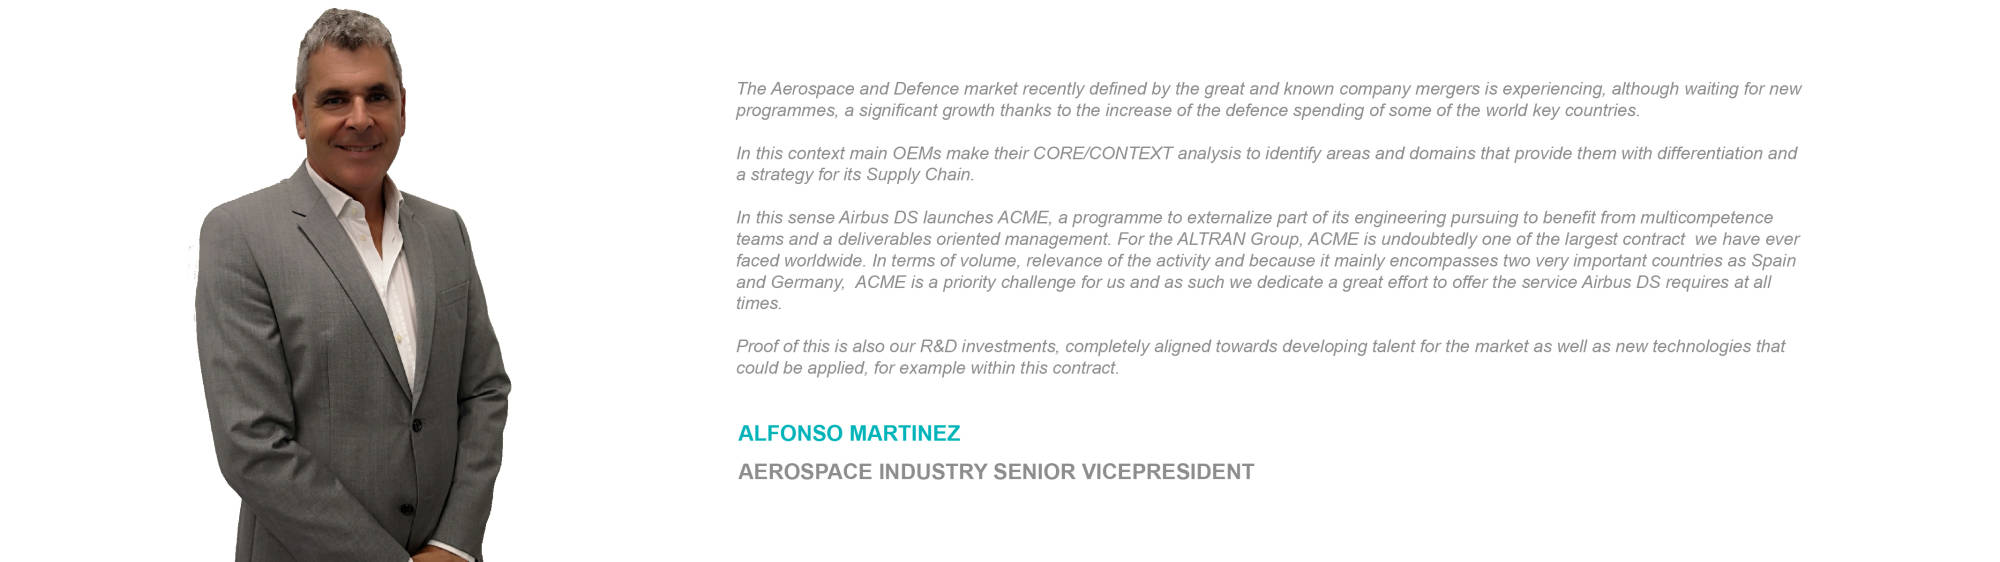 The Aerospace and Defence market recently defined by the great and known company mergers is experiencing, although waiting for new
programmes, a significant growth thanks to the increase of the defence spending of some of the world key countries.
In this context main OEMs make their CORE/CONTEXT analysis to identify areas and domains that provide them with differentiation and
a strategy for its Supply Chain.
In this sense Airbus DS launches ACME, a programme to externalize part of its engineering pursuing to benefit from multicompetence
teams and a deliverables oriented management. For the ALTRAN Group, ACME is undoubtedly one of the largest contract  we have ever
faced worldwide. In terms of volume, relevance of the activity and because it mainly encompasses two very important countries as Spain
and Germany,  ACME is a priority challenge for us and as such we dedicate a great effort to offer the service Airbus DS requires at all
times.
Proof of this is also our R&D investments, completely aligned towards developing talent for the market as well as new technologies that
could be applied, for example within this contract.
ALFONSO MARTINEZ
AEROSPACE INDUSTRY SENIOR VICEPRESIDENT